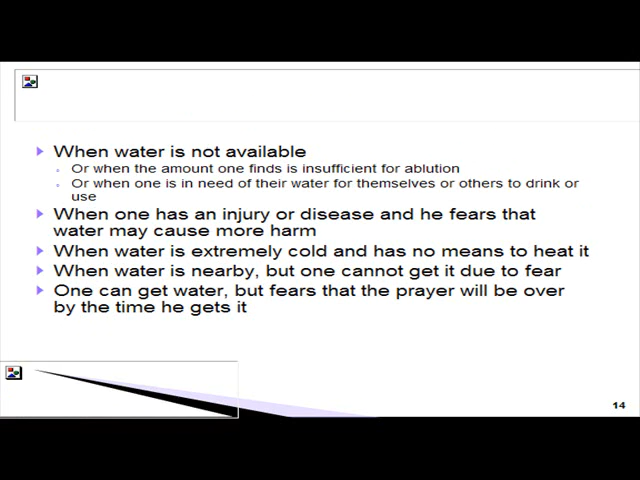 When water is not available
Or when the amount one finds is insufficient for ablution
Or when one is in need of their water for themselves or others to drink or
use
When one has an injury or disease and he fears that
water may cause more harm
When water is extremely cold and has no means to heat it
When water is nearby, but one cannot get it due to fear
One can get water, but fears that the prayer will be over
by the time he gets it
14